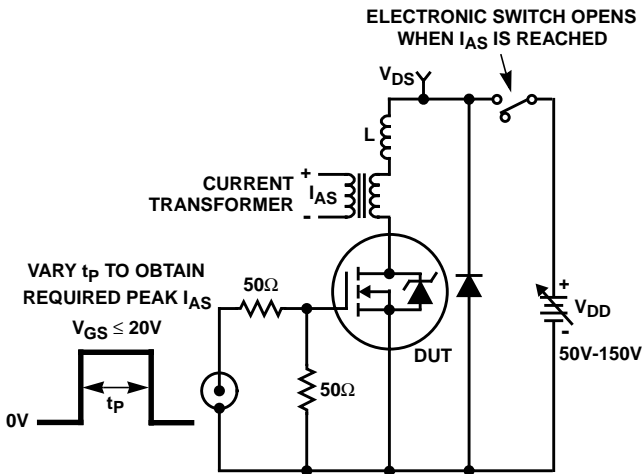 ELECTRONIC SWITCH OPENS
WHEN IAS IS REACHED
VDS
L
+
CURRENT
TRANSFORMER
IAS
-
VARY tP TO OBTAIN
REQUIRED PEAK IAS
50Ω
VGS ≤ 20V
DUT
+
VDD
-
50V-150V
50Ω
0V
tP